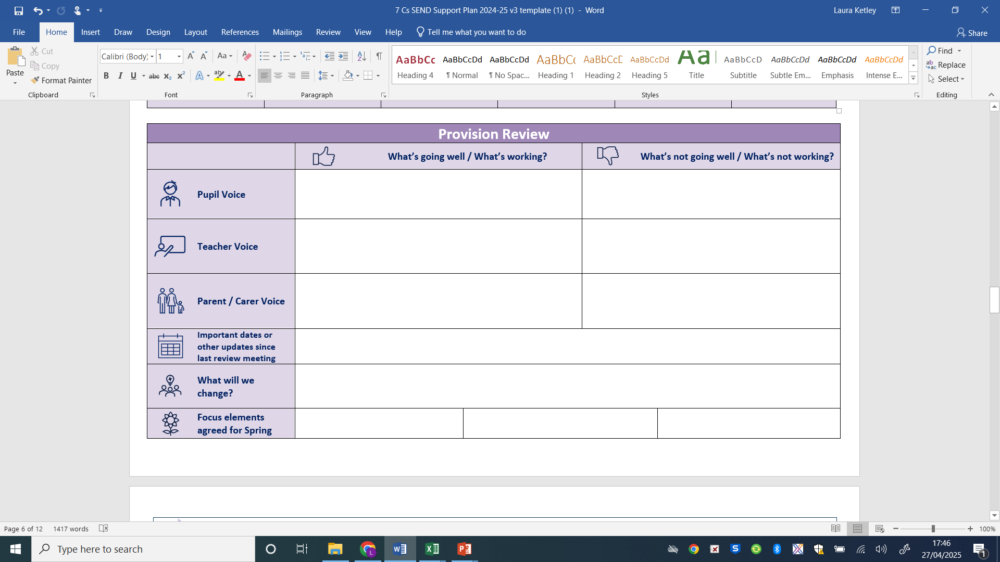 7 Cs SEND Support Plan 2024-25 v3 template (1) (1) - Word
Laura Ketley
File Home Insert Draw Design Layout References Mailings Review View Help Tell me what you want to do
Share
Paste
Cut
Copy
Format Painter
Clipboard
Calibri (Body) 1
Font
Paragraph
AaBbCc AaBbCcDd AaBbCcDd AaBbCc AaBbCcD AaBbCcDd Aa AaBbCcD AaBbCcDd AaBbCcDd AaBbCcDd
Heading 4 ¶ Normal ¶ No Spac... Heading 1 Heading 2 Heading 5 Title Subtitle Subtle Em... Emphasis Intense E...
Styles
Find
Replace
Select
Editing
Provision Review
What's going well / What's working?
What's not going well / What's not working?
Pupil Voice
Teacher Voice
Parent / Carer Voice
Important dates or
other updates since
last review meeting
What will we
change?
Focus elements
agreed for Spring
Page 6 of 12 1417 words
100%
Type here to search
17:46
27/04/2025
1